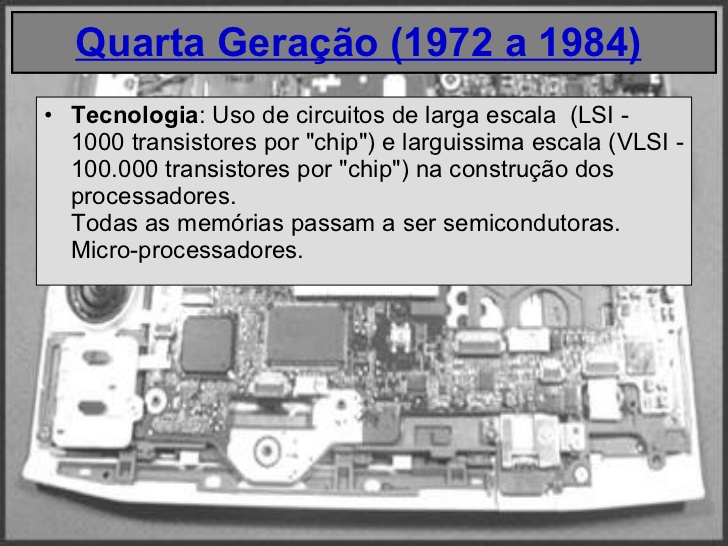 Quarta Geração (1972 a 1984)
• Tecnologia: Uso de circuitos de larga escala (LSI -
1000 transistores por "chip") e larguissima escala (VLSI -
100.000 transistores por "chip") na construção dos
processadores.
Todas as memórias passam a ser semicondutoras.
Micro-processadores.